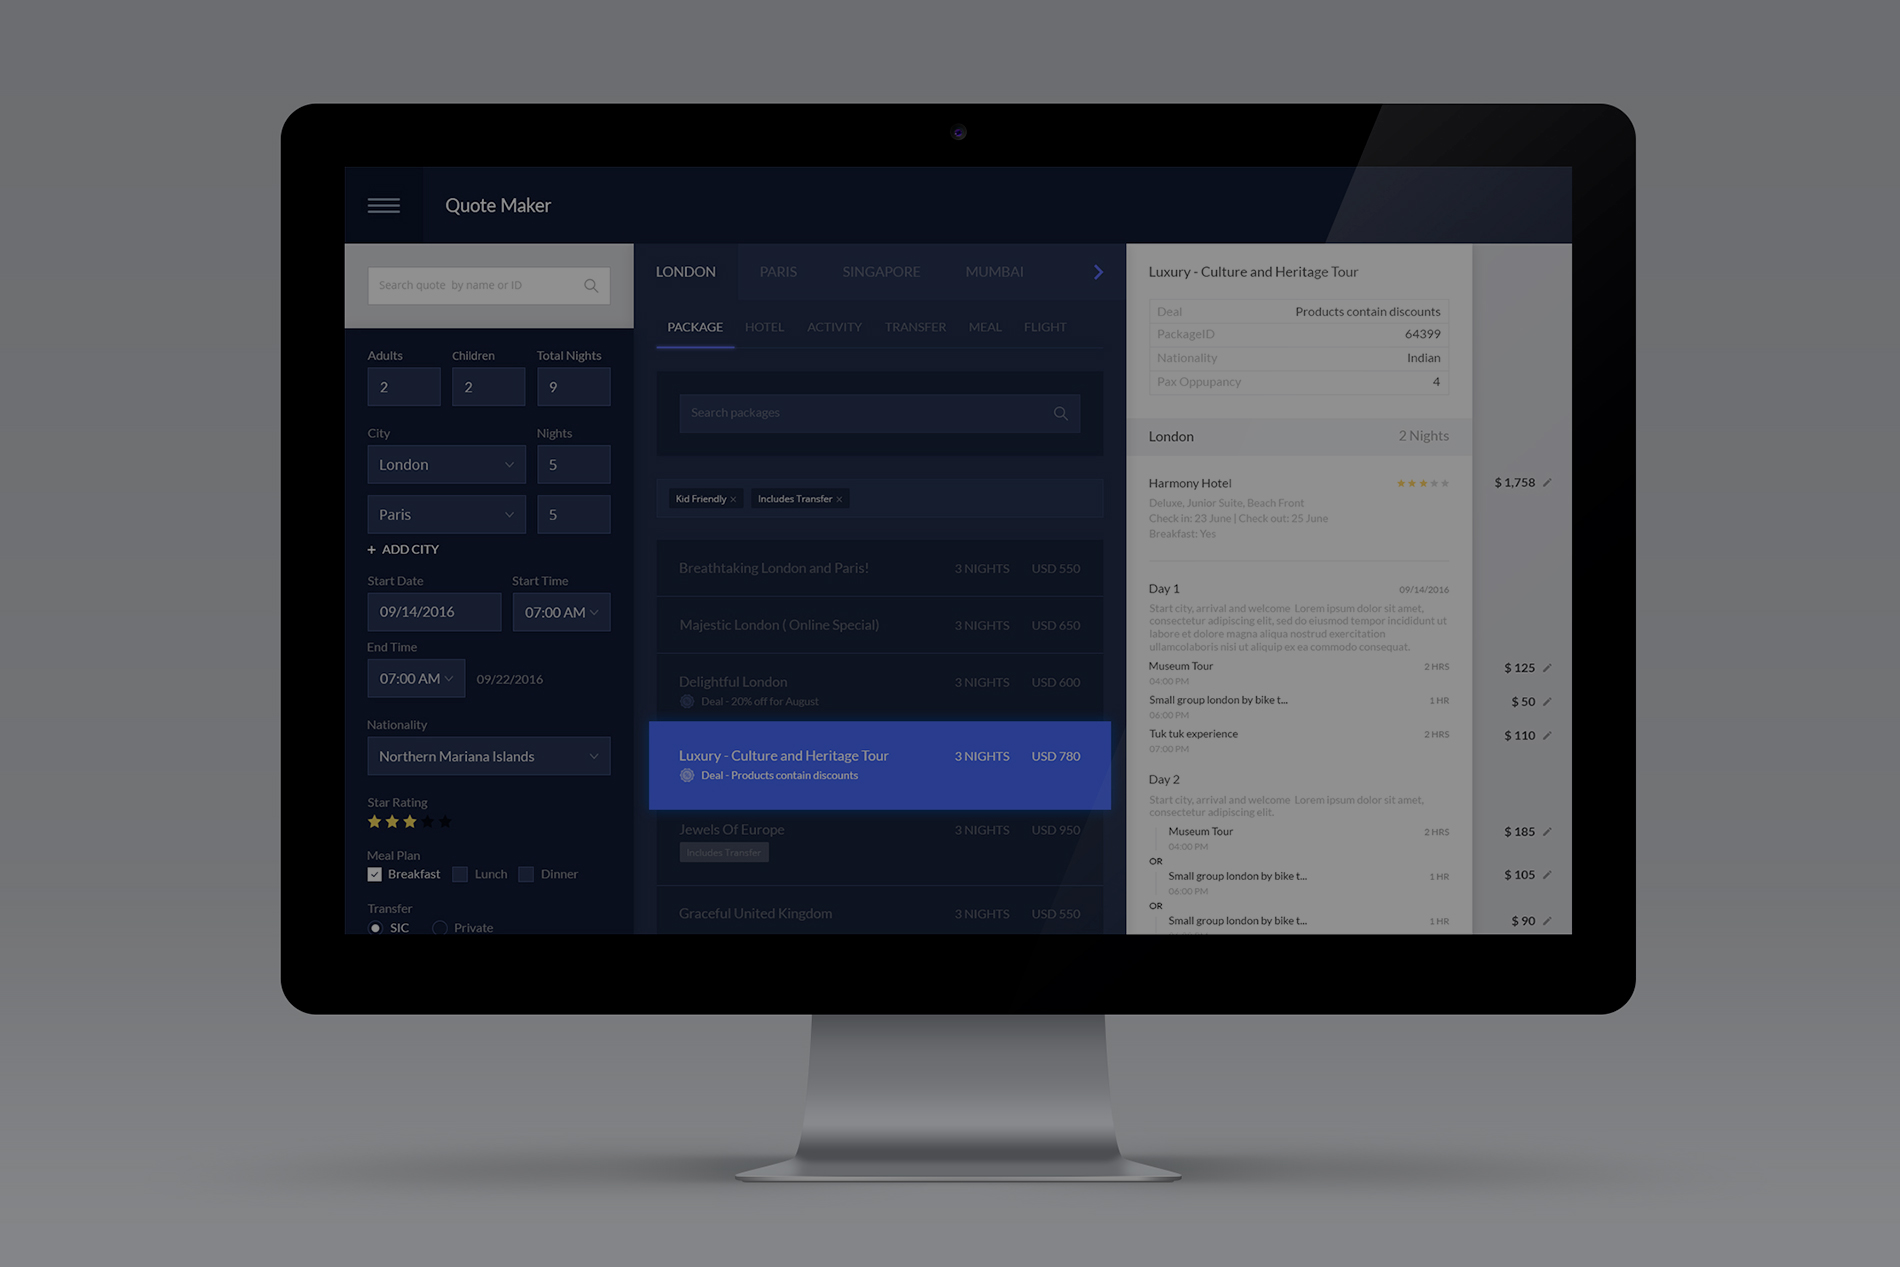 Quote Maker
Search quote by name or ID
Adults Children Total Nights
2 2 9
City Nights
London 5
Paris 5
+ ADD CITY
Start Date Start Time
09/14/2016 07:00 AM
End Time
07:00 AM 09/22/2016
Nationality
Northern Mariana Islands
Star Rating
Meal Plan
Breakfast Lunch Dinner
Transfer
SIC Private
LONDON PARIS SINGAPORE MUMBAI
PACKAGE HOTEL ACTIVITY TRANSFER MEAL FLIGHT
Search packages
Kid Friendly × Includes Transfer ×
Breathtaking London and Paris! 3 NIGHTS USD 550
Majestic London ( Online Special) 3 NIGHTS USD 650
Delightful London 3 NIGHTS USD 600
Deal - 20% off for August
Luxury - Culture and Heritage Tour 3 NIGHTS USD 780
Deal - Products contain discounts
Jewels Of Europe 3 NIGHTS USD 950
Includes Transfer
Graceful United Kingdom 3 NIGHTS USD 550
Luxury - Culture and Heritage Tour
Deal Products contain discounts
PackageID 64399
Nationality Indian
Pax Oppupancy 4
London 2 Nights
Harmony Hotel $ 1,758
Deluxe, Junior Suite, Beach Front
Check in: 23 June | Check out: 25 June
Breakfast: Yes
Day 1 09/14/2016
Start city, arrival and welcome Lorem ipsum dolor sit amet,
consectetur adipiscing elit, sed do eiusmod tempor incididunt ut
labore et dolore magna aliqua nostrud exercitation
ullamcolaboris nisi ut aliquip ex ea commodo consequat.
Museum Tour 2 HRS $ 125
04:00 PM
Small group london by bike t... 1 HR $ 50
06:00 PM
Tuk tuk experience 2 HRS $ 110
07:00 PM
Day 2
Start city, arrival and welcome Lorem ipsum dolor sit amet,
consectetur adipiscing elit.
Museum Tour 2 HRS $ 185
04:00 PM
OR
Small group london by bike t... 1 HR $ 105
06:00 PM
OR
Small group london by bike t... 1 HR $ 90